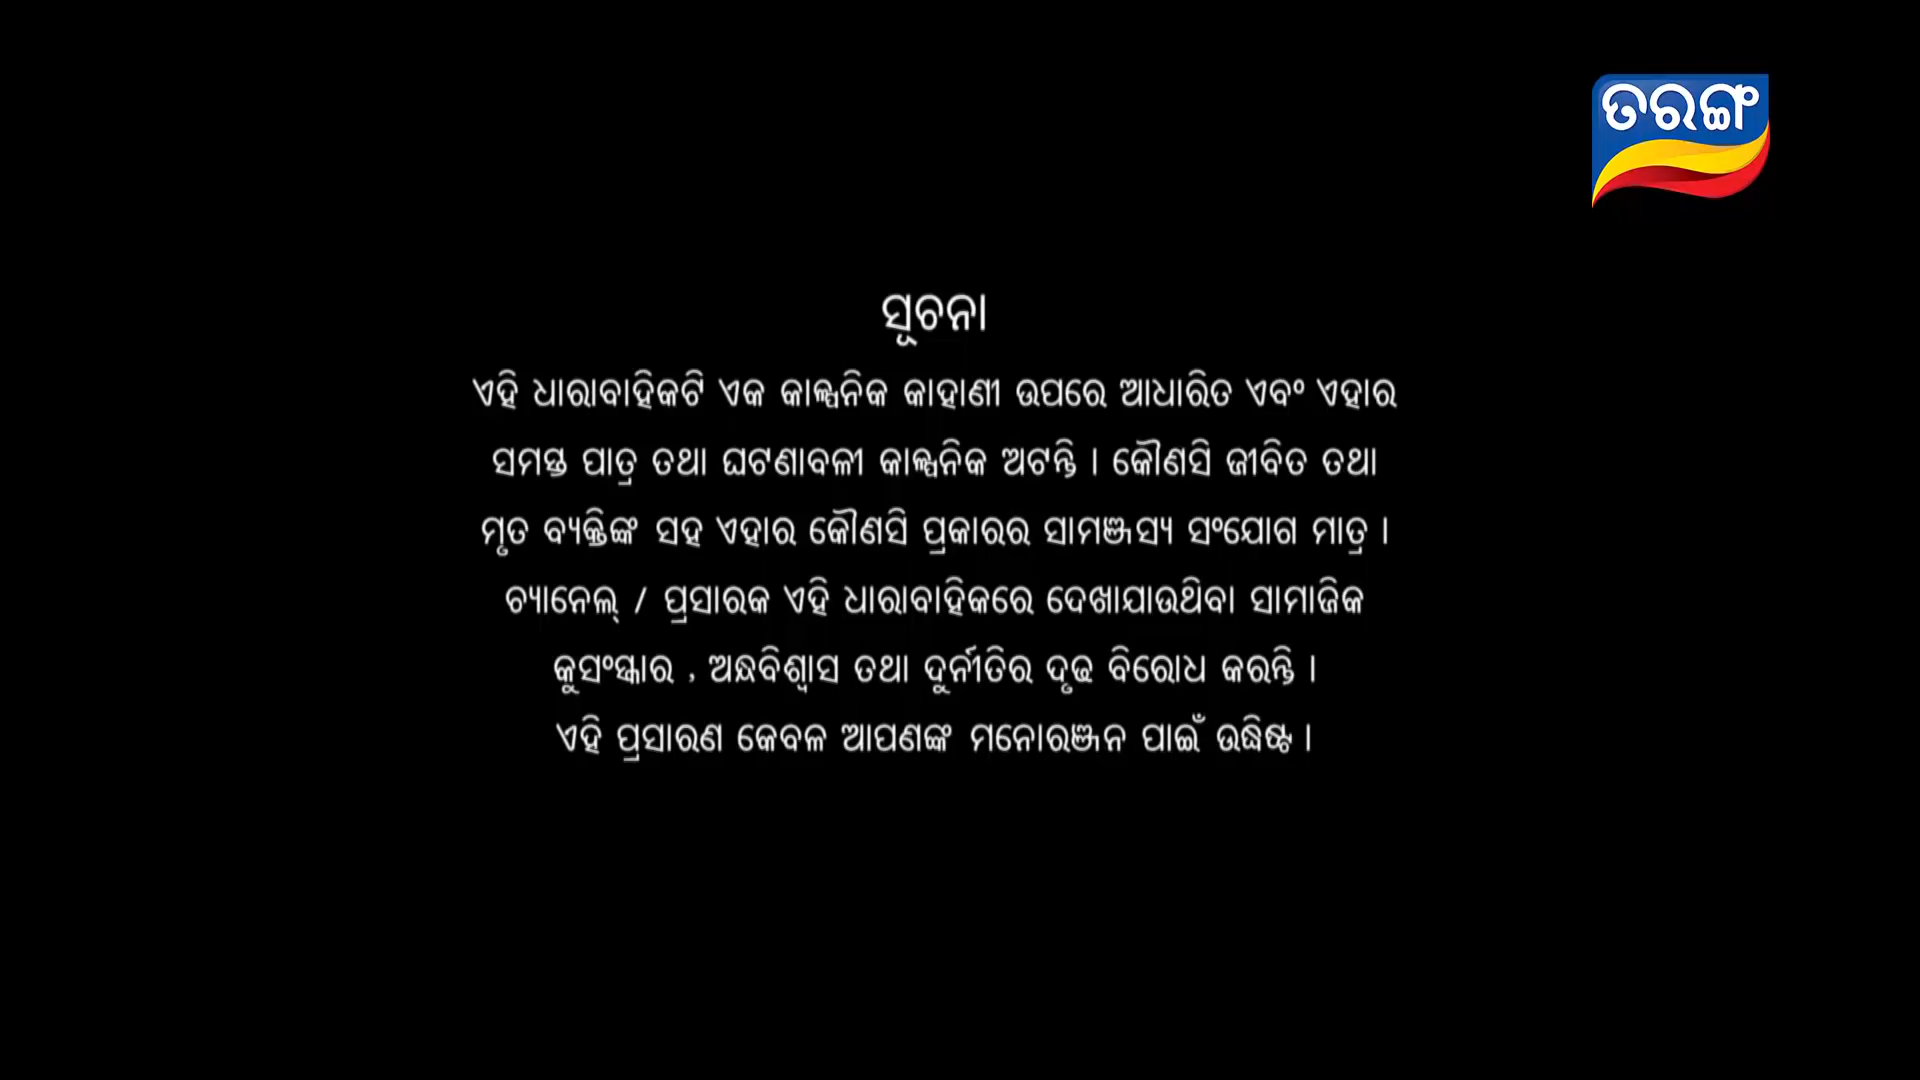 ତରଙ୍ଗ
ସୂଚନା
ଏହି ଧାରାବାହିକଟି ଏକ କାଳ୍ପନିକ କାହାଣୀ ଉପରେ ଆଧାରିତ ଏବଂ ଏହାର
ସମସ୍ତ ପାତ୍ର ତଥା ଘଟଣାବଳୀ କାଳ୍ପନିକ ଅଟନ୍ତି । କୌଣସି ଜୀବିତ ତଥା
ମୃତ ବ୍ୟକ୍ତିଙ୍କ ସହ ଏହାର କୌଣସି ପ୍ରକାରର ସାମଞ୍ଜସ୍ୟ ସଂଯୋଗ ମାତ୍ର ।
ଚ୍ୟାନେଲ୍ / ପ୍ରସାରକ ଏହି ଧାରାବାହିକରେ ଦେଖାଯାଉଥିବା ସାମାଜିକ
କୁସଂସ୍କାର , ଅନ୍ଧବିଶ୍ୱାସ ତଥା ଦୁର୍ନୀତିର ଦୃଢ ବିରୋଧ କରନ୍ତି ।
ଏହି ପ୍ରସାରଣ କେବଳ ଆପଣଙ୍କ ମନୋରଞ୍ଜନ ପାଇଁ ଉଦ୍ଧିଷ୍ଟ ।